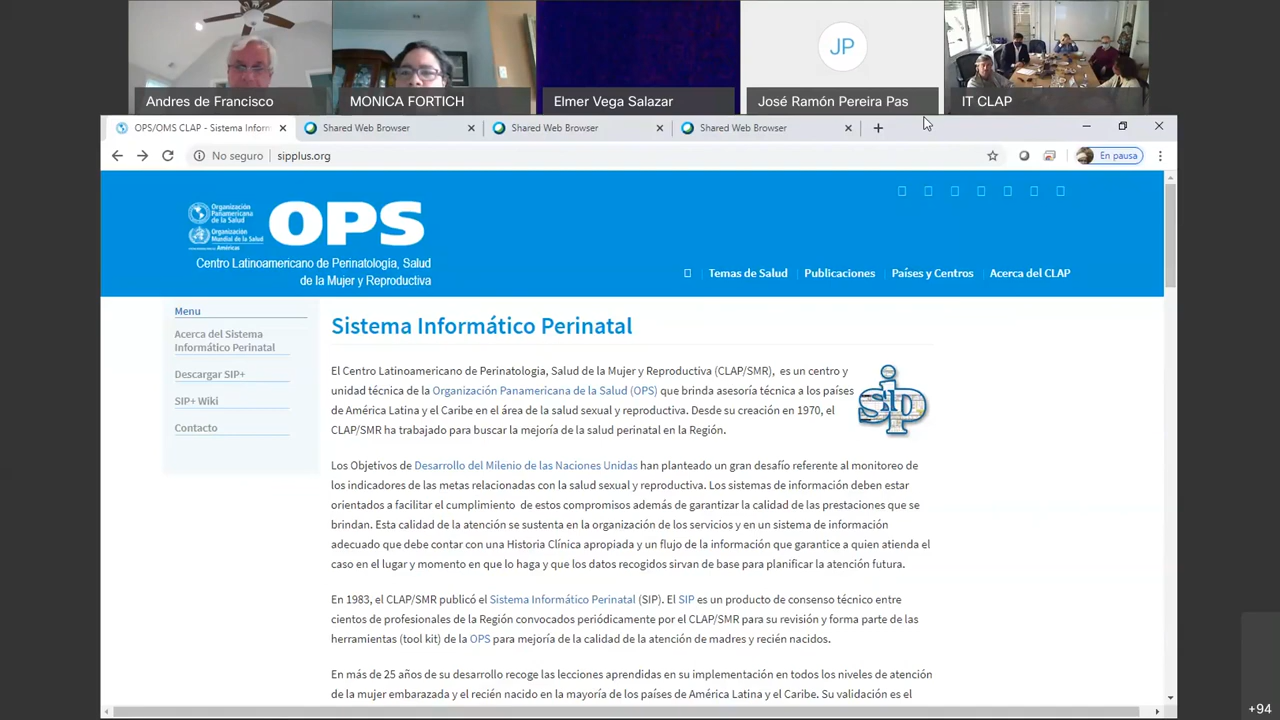 Andres de Francisco
MONICA FORTICH
Elmer Vega Salazar
JP
José Ramón Pereira Pas
IT CLAP
OPS/OMS CLAP - Sistema Inform
Shared Web Browser
Shared Web Browser
Shared Web Browser
No seguro
sipplus.org
En pausa
Organización
Panamericana
de la Salud
Organización
Mundial de la Salud
Américas
OPS
Centro Latinoamericano de Perinatología, Salud
de la Mujer y Reproductiva
Temas de Salud
Publicaciones
Países y Centros
Acerca del CLAP
Menu
Acerca del Sistema
Informático Perinatal
Descargar SIP+
SIP+ Wiki
Contacto
Sistema Informático Perinatal
El Centro Latinoamericano de Perinatologia, Salud de la Mujer y Reproductiva (CLAP/SMR), es un centro y
unidad técnica de la Organización Panamericana de la Salud (OPS) que brinda asesoría técnica a los países
de América Latina y el Caribe en el área de la salud sexual y reproductiva. Desde su creación en 1970, el
CLAP/SMR ha trabajado para buscar la mejoría de la salud perinatal en la Región.
sip
Los Objetivos de Desarrollo del Milenio de las Naciones Unidas han planteado un gran desafío referente al monitoreo de
los indicadores de las metas relacionadas con la salud sexual y reproductiva. Los sistemas de información deben estar
orientados a facilitar el cumplimiento de estos compromisos además de garantizar la calidad de las prestaciones que se
brindan. Esta calidad de la atención se sustenta en la organización de los servicios y en un sistema de información
adecuado que debe contar con una Historia Clínica apropiada y un flujo de la información que garantice a quien atienda el
caso en el lugar y momento en que lo haga y que los datos recogidos sirvan de base para planificar la atención futura.
En 1983, el CLAP/SMR publicó el Sistema Informático Perinatal (SIP). El SIP es un producto de consenso técnico entre
cientos de profesionales de la Región convocados periódicamente por el CLAP/SMR para su revisión y forma parte de las
herramientas (tool kit) de la OPS para mejoría de la calidad de la atención de madres y recién nacidos.
En más de 25 años de su desarrollo recoge las lecciones aprendidas en su implementación en todos los niveles de atención
de la mujer embarazada y el recién nacido en la mayoría de los países de América Latina y el Caribe. Su validación es el
+94